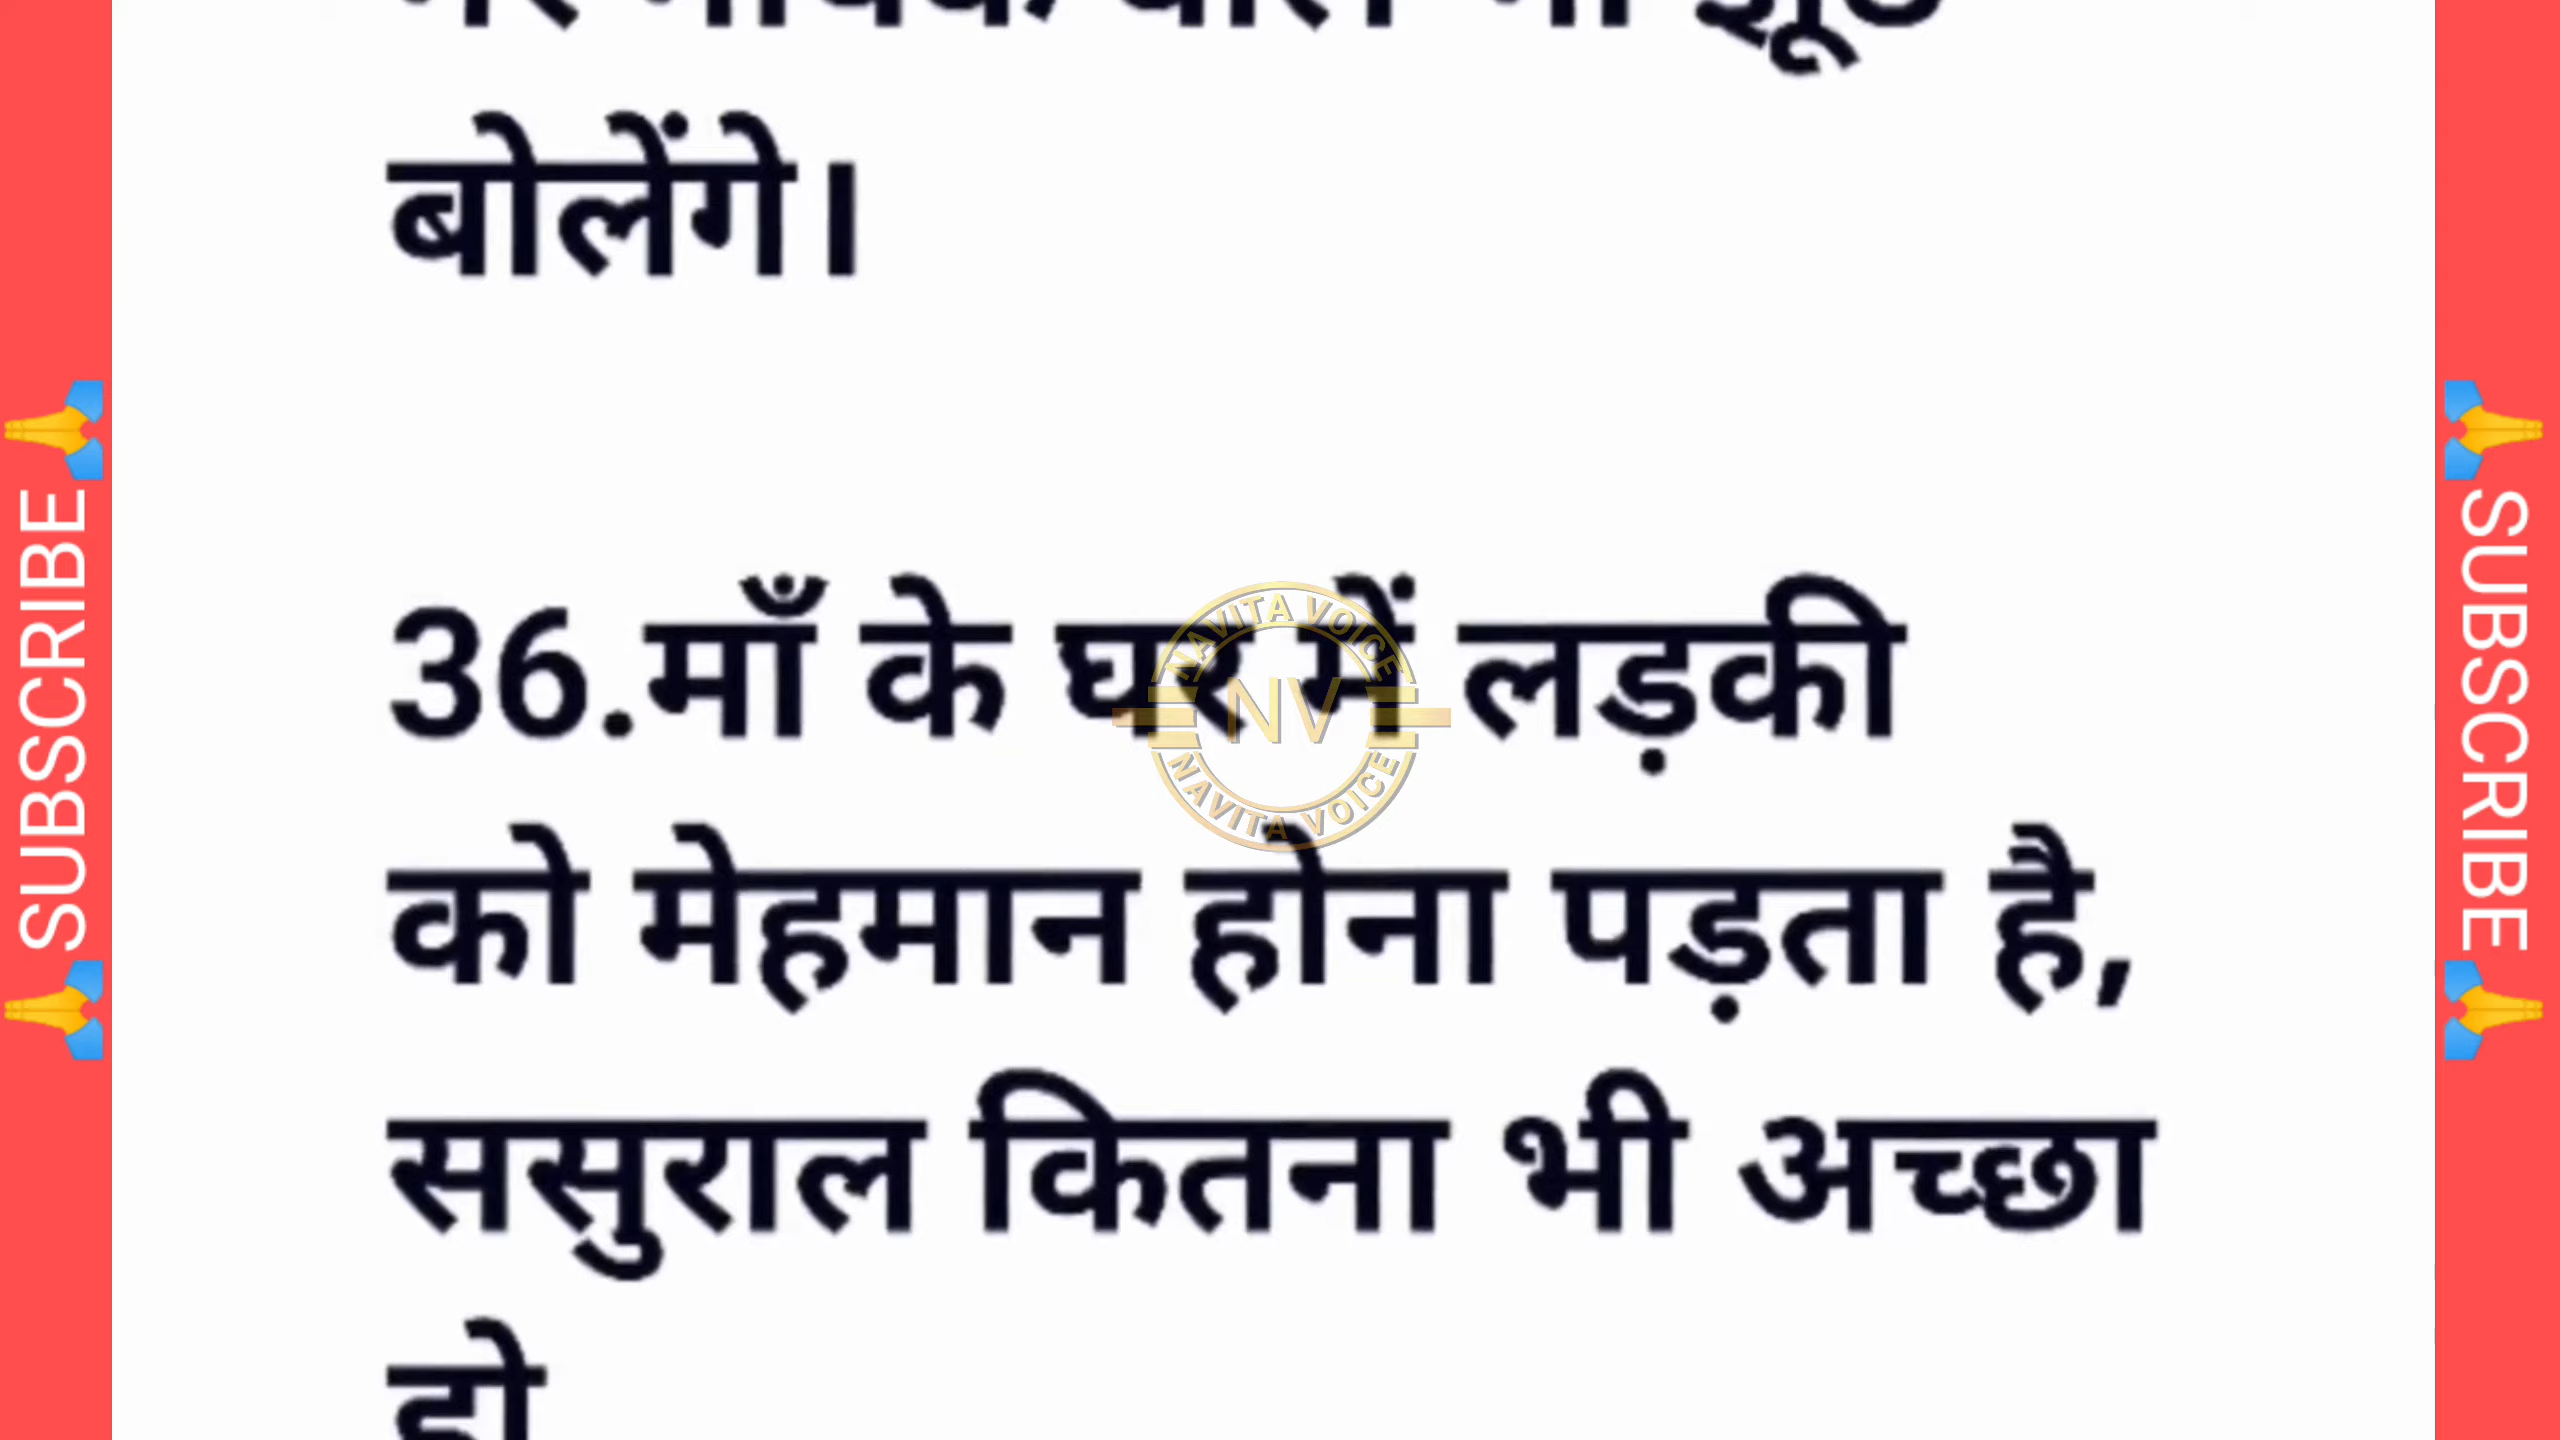 बोलेंगे।
36.माँ के घर में लड़की
को मेहमान होना पड़ता है,
ससुराल कितना भी अच्छा
हो
SUBSCRIBE
SUBSCRIBE
NAVITA VOICE
NV
NAVITA VOICE